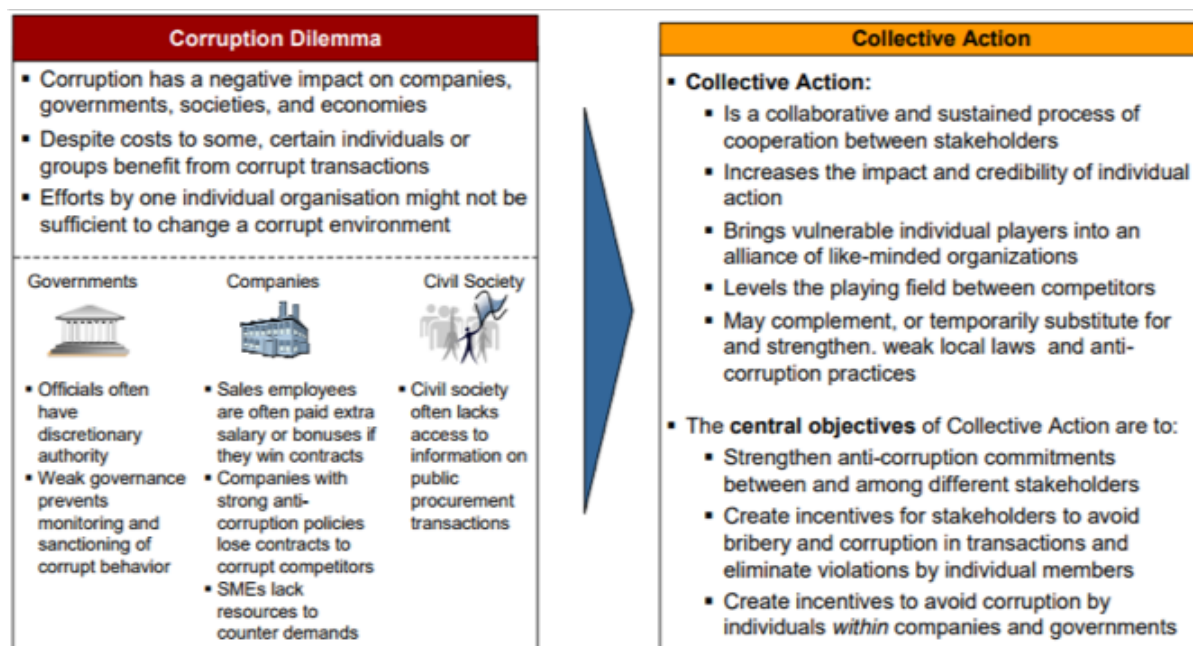 Corruption Dilemma
▪ Corruption has a negative impact on companies,
governments, societies, and economies
▪ Despite costs to some, certain individuals or
groups benefit from corrupt transactions
▪ Efforts by one individual organisation might not be
sufficient to change a corrupt environment
Governments
▪ Officials often
have
discretionary
authority
▪ Weak governance
prevents
monitoring and
sanctioning of
corrupt behavior
Companies
▪ Sales employees
are often paid extra
salary or bonuses if
they win contracts
▪ Companies with
strong anti-
corruption policies
lose contracts to
corrupt competitors
▪ SMEs lack
resources to
counter demands
Civil Society
▪ Civil society
often lacks
access to
information on
public
procurement
transactions
Collective Action
▪ Collective Action:
▪ Is a collaborative and sustained process of
cooperation between stakeholders
▪ Increases the impact and credibility of individual
action
▪ Brings vulnerable individual players into an
alliance of like-minded organizations
▪ Levels the playing field between competitors
▪ May complement, or temporarily substitute for
and strengthen. weak local laws and anti-
corruption practices
▪ The central objectives of Collective Action are to:
▪ Strengthen anti-corruption commitments
between and among different stakeholders
▪ Create incentives for stakeholders to avoid
bribery and corruption in transactions and
eliminate violations by individual members
▪ Create incentives to avoid corruption by
individuals within companies and governments